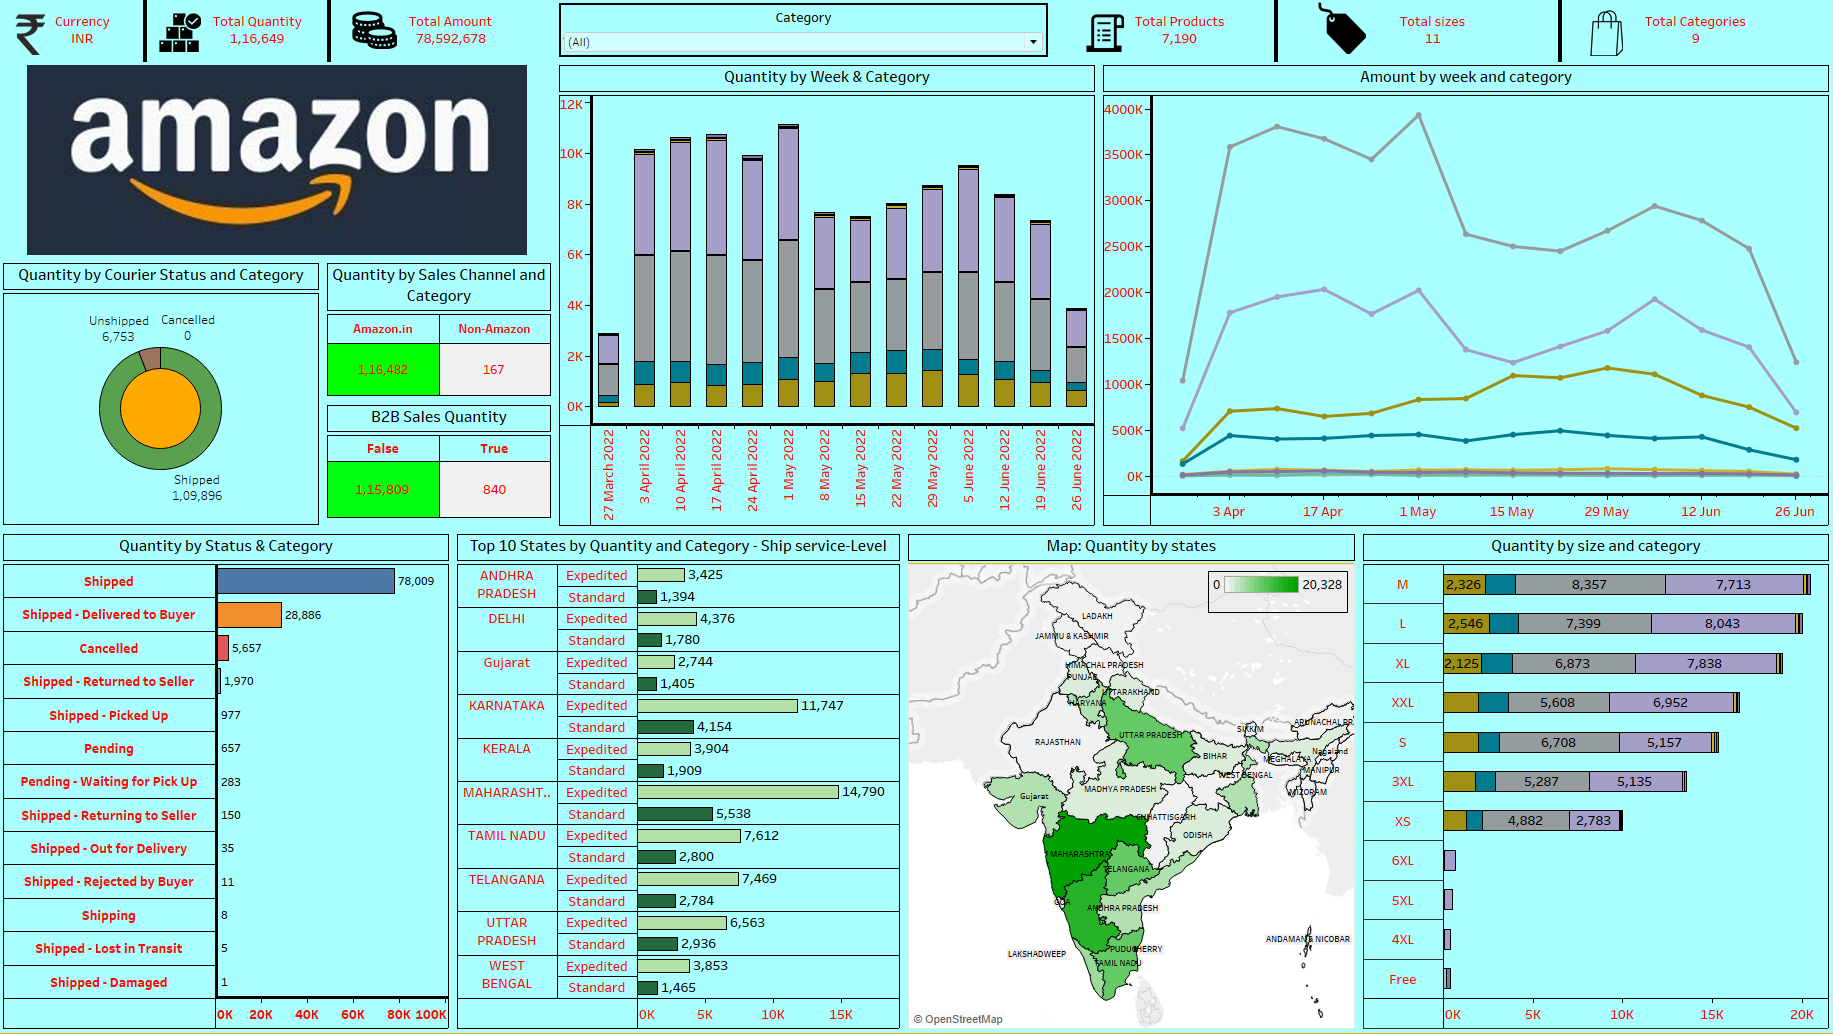 Currency
INR
Total Quantity
1,16,649
Total Amount
78,592,678
Category
(All)
Total Products
7,190
Total sizes
11
Total Categories
9
amazon
Quantity by Courier Status and Category
Unshipped
6,753
Cancelled
0
Shipped
1,09,896
Quantity by Sales Channel and
Category
Amazon.in Non-Amazon
1,16,482 167
B2B Sales Quantity
False True
1,15,809 840
Quantity by Week & Category
12K
10K
8K
6K
4K
2K
0K
27 March 2022
3 April 2022
10 April 2022
17 April 2022
24 April 2022
1 May 2022
8 May 2022
15 May 2022
22 May 2022
29 May 2022
5 June 2022
12 June 2022
19 June 2022
26 June 2022
Amount by week and category
4000K
3500K
3000K
2500K
2000K
1500K
1000K
500K
0K
3 Apr 17 Apr 1 May 15 May 29 May 12 Jun 26 Jun
Quantity by Status & Category
Shipped 78,009
Shipped - Delivered to Buyer 28,886
Cancelled 5,657
Shipped - Returned to Seller 1,970
Shipped - Picked Up 977
Pending 657
Pending - Waiting for Pick Up 283
Shipped - Returning to Seller 150
Shipped - Out for Delivery 35
Shipped - Rejected by Buyer 11
Shipping 8
Shipped - Lost in Transit 5
Shipped - Damaged 1
0K 20K 40K 60K 80K 100K
Top 10 States by Quantity and Category - Ship service-Level
ANDHRA
PRADESH
Expedited 3,425
Standard 1,394
DELHI
Expedited 4,376
Standard 1,780
Gujarat
Expedited 2,744
Standard 1,405
KARNATAKA
Expedited 11,747
Standard 4,154
KERALA
Expedited 3,904
Standard 1,909
MAHARASHT..
Expedited 14,790
Standard 5,538
TAMIL NADU
Expedited 7,612
Standard 2,800
TELANGANA
Expedited 7,469
Standard 2,784
UTTAR
PRADESH
Expedited 6,563
Standard 2,936
WEST
BENGAL
Expedited 3,853
Standard 1,465
0K 5K 10K 15K
Map: Quantity by states
0 20,328
LADAKH
JAMMU & KASHMIR
HIMACHAL PRADESH
PUNJAB
UTTARAKHAND
HARYANA
SIKKIM
ARUNACHAL PR.
UTTAR PRADESH
RAJASTHAN
BIHAR
Nagaland
MEGHALAYA
MANIPUR
WEST BENGAL
MADHYA PRADESH
MIZORAM
Gujarat
CHHATTISGARH
ODISHA
MAHARASHTRA
TELANGANA
GOA
ANDHRA PRADESH
ANDAMAN & NICOBAR
PUDUCHERRY
LAKSHADWEEP
TAMIL NADU
© OpenStreetMap
Quantity by size and category
M 2,326 8,357 7,713
L 2,546 7,399 8,043
XL 2,125 6,873 7,838
XXL 5,608 6,952
S 6,708 5,157
3XL 5,287 5,135
XS 4,882 2,783
6XL
5XL
4XL
Free
0K 5K 10K 15K 20K